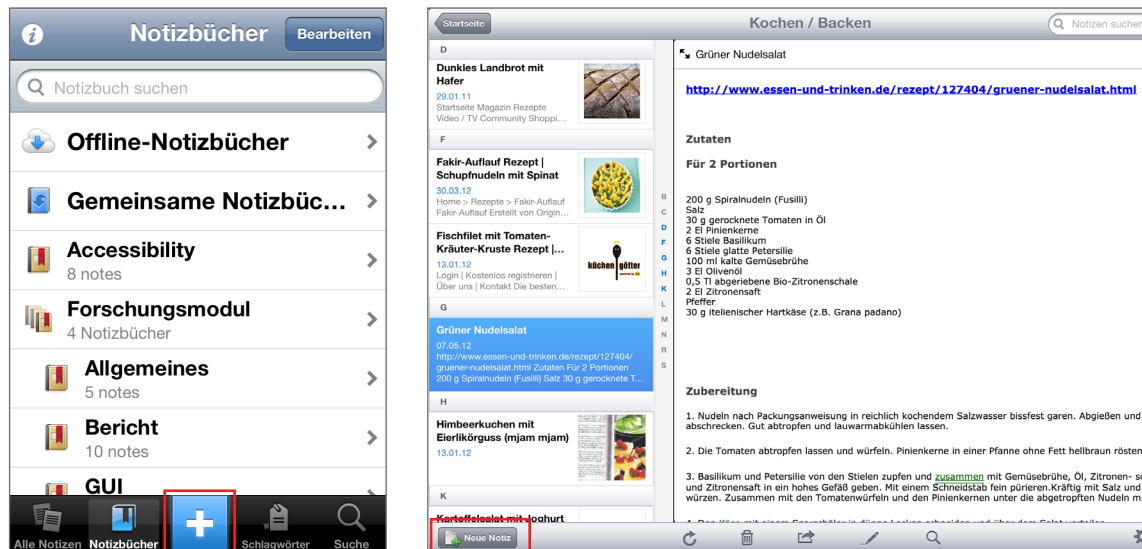 Notizbücher
Bearbeiten
Notizbuch suchen
Offline-Notizbücher
Gemeinsame Notizbüc...
Accessibility
8 notes
Forschungsmodul
4 Notizbücher
Allgemeines
5 notes
Bericht
10 notes
GUI
Alle Notizen
Notizbücher
Schlagwörter
Suche
Startseite
Kochen / Backen
Notizen suchen
D
Dunkles Landbrot mit
Hafer
29.01.11
Startseite Magazin Rezepte
Video / TV Community Shoppi...
F
Fakir-Auflauf Rezept |
Schupfnudeln mit Spinat
30.03.12
Home > Rezepte > Fakir-Auflauf
Fakir-Auflauf Erstellt von Origin...
Fischfilet mit Tomaten-
Kräuter-Kruste Rezept |...
13.01.12
Login | Kostenlos registrieren |
Über uns | Kontakt Die besten...
küchen götter
G
Grüner Nudelsalat
07.05.12
http://www.essen-und-trinken.de/rezept/127404/
gruener-nudelsalat.html Zutaten Für 2 Portionen
200 g Spiralnudeln (Fusilli) Salz 30 g gerocknete T...
H
Himbeerkuchen mit
Eierlikörguss (mjam mjam)
13.01.12
K
Kartoffelsalat mit Joghurt
Neue Notiz
B
C
D
F
G
H
K
L
M
N
R
S
Grüner Nudelsalat
http://www.essen-und-trinken.de/rezept/127404/gruener-nudelsalat.html
Zutaten
Für 2 Portionen
200 g Spiralnudeln (Fusilli)
Salz
30 g gerocknete Tomaten in Öl
2 El Pinienkerne
6 Stiele Basilikum
6 Stiele glatte Petersilie
100 ml kalte Gemüsebrühe
3 El Olivenöl
0,5 Tl abgeriebene Bio-Zitronenschale
2 El Zitronensaft
Pfeffer
30 g itelienischer Hartkäse (z.B. Grana padano)
Zubereitung
1. Nudeln nach Packungsanweisung in reichlich kochendem Salzwasser bissfest garen. Abgießen und
abschrecken. Gut abtropfen und lauwarmabkühlen lassen.
2. Die Tomaten abtropfen lassen und würfeln. Pinienkerne in einer Pfanne ohne Fett hellbraun rösten
3. Basilikum und Petersilie von den Stielen zupfen und zusammen mit Gemüsebrühe, Öl, Zitronen-
und Zitronensaft in ein hohes Gefäß geben. Mit einem Schneidstab fein pürieren.Kräftig mit Salz und
würzen. Zusammen mit den Tomatenwürfeln und den Pinienkernen unter die abgetropften Nudeln